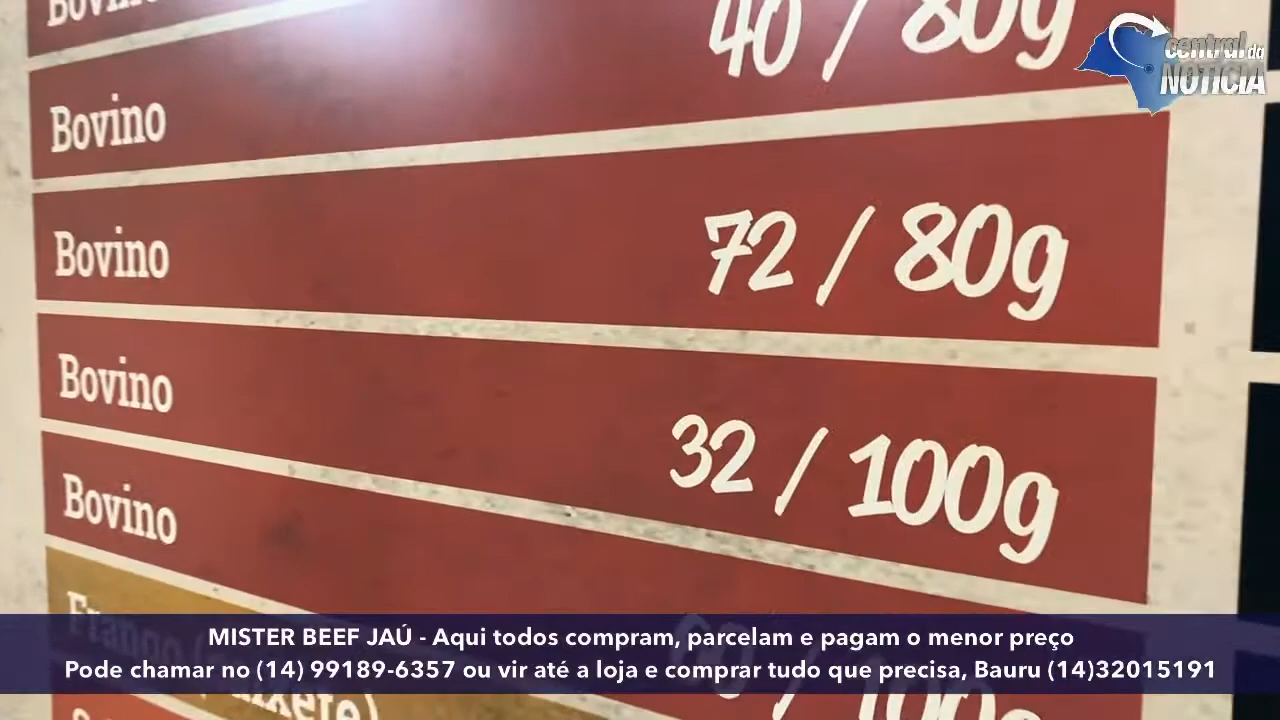 Bovino
40 / 80g
central da
NOTÍCIA
Bovino
Bovino
72 / 80g
Bovino
32 / 100g
Bovino
Frango
MISTER BEEF JAÚ - Aqui todos compram, parcelam e pagam o menor preço
Pode chamar no (14) 99189-6357 ou vir até a loja e comprar tudo que precisa, Bauru (14)32015191